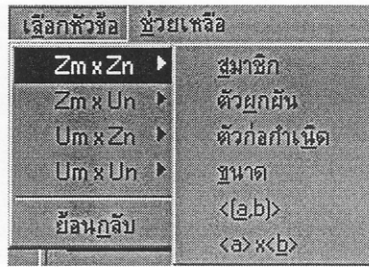 เลือกหัวข้อ ช่วยเหลือ
Zm x Zn
Zm x Un
Um x Zn
Um x Un
ย้อนกลับ
สมาชิก
ตัวผกผัน
ตัวก่อกำเนิด
ขนาด
<(a,b)>
<a> x<b>